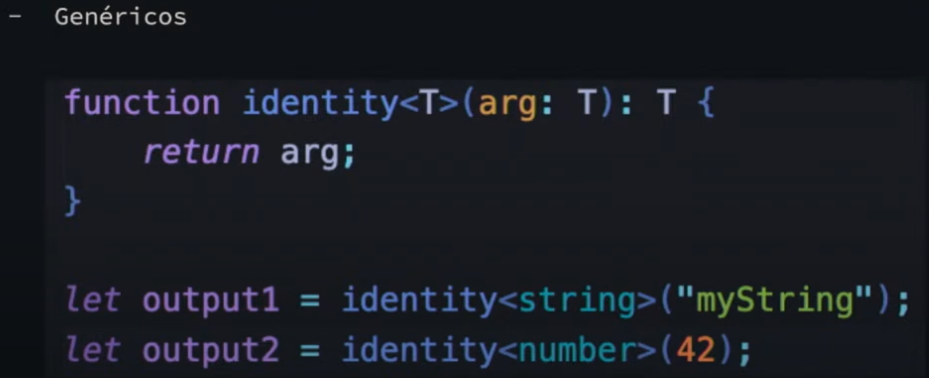 – Genéricos
function identity<T>(arg: T): T {
    return arg;
}
let output1 = identity<string>("myString");
let output2 = identity<number>(42);